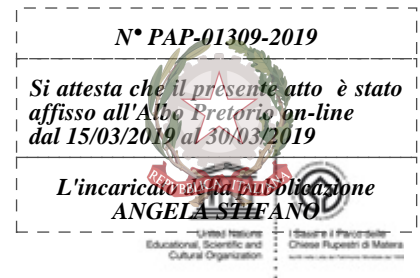 N° PAP-01309-2019
Si attesta che il presente atto è stato
affisso all'Albo Pretorio on-line
dal 15/03/2019 al 30/03/2019
L'incaricato della pubblicazione
ANGELA STIFANO
REPUBBLICA ITALIANA
United Nations
Educational, Scientific and
Cultural Organization
I Sassi e il Parco delle
Chiese Rupestri di Matera